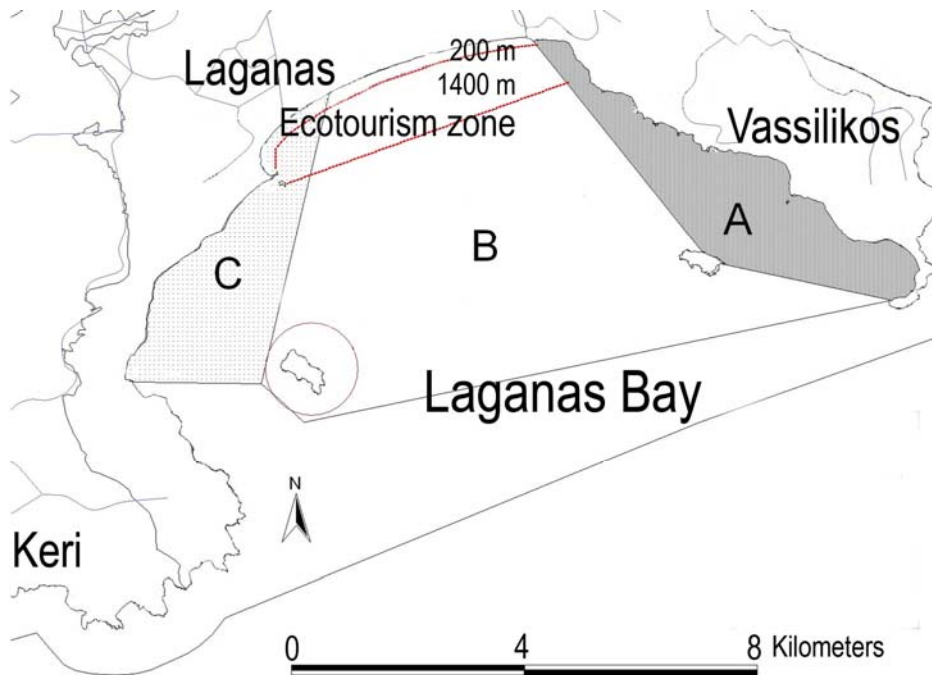 200 m
Laganas
1400 m
Ecotourism zone
Vassilikos
A
B
C
Laganas Bay
N
Keri
0 4 8 Kilometers